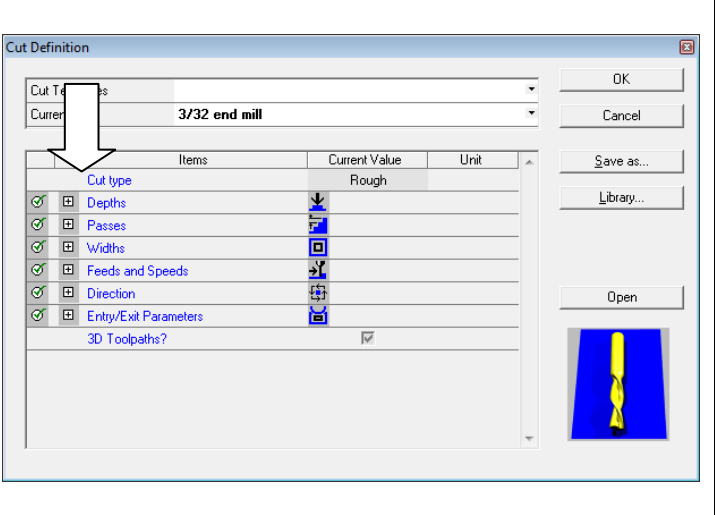 Cut Definition
OK
Cut Te es
Curre 3/32 end mill
Cancel
Items Current Value Unit
Save as...
Cut type Rough
Depths
Library...
Passes
Widths
Feeds and Speeds
Direction
Open
Entry/Exit Parameters
3D Toolpaths?